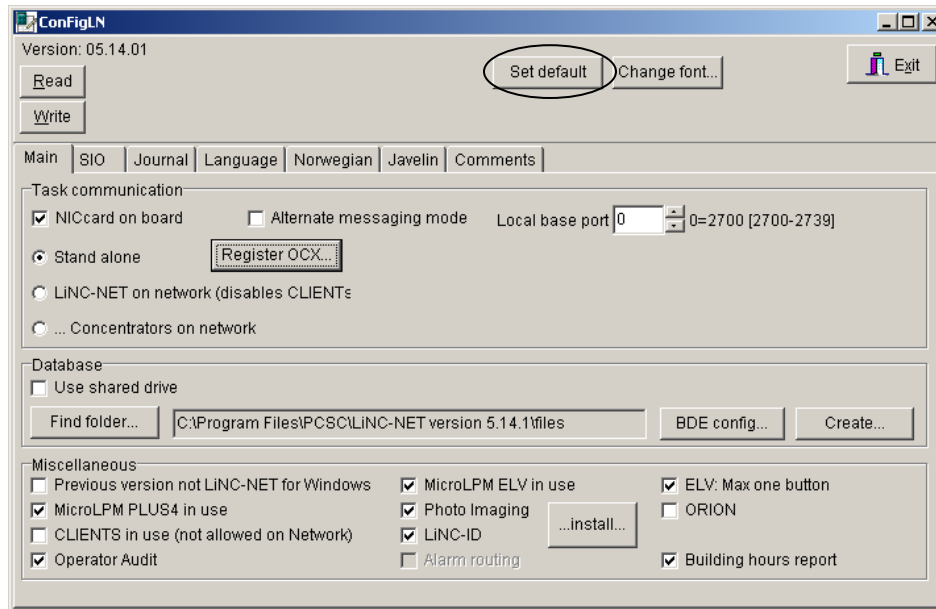 ConFigLN
Version: 05.14.01
Read
Set default
Change font...
Exit
Write
Main SIO Journal Language Norwegian Javelin Comments
Task communication
NICcard on board Alternate messaging mode Local base port 0 0=2700 [2700-2739]
Stand alone Register OCX...
LiNC-NET on network (disables CLIENTs
... Concentrators on network
Database
Use shared drive
Find folder... C:\Program Files\PCSC\LiNC-NET version 5.14.1\files BDE config... Create...
Miscellaneous
Previous version not LiNC-NET for Windows MicroLPM ELV in use ELV: Max one button
MicroLPM PLUS4 in use Photo Imaging ...install... ORION
CLIENTS in use (not allowed on Network) LiNC-ID
Operator Audit Alarm routing Building hours report